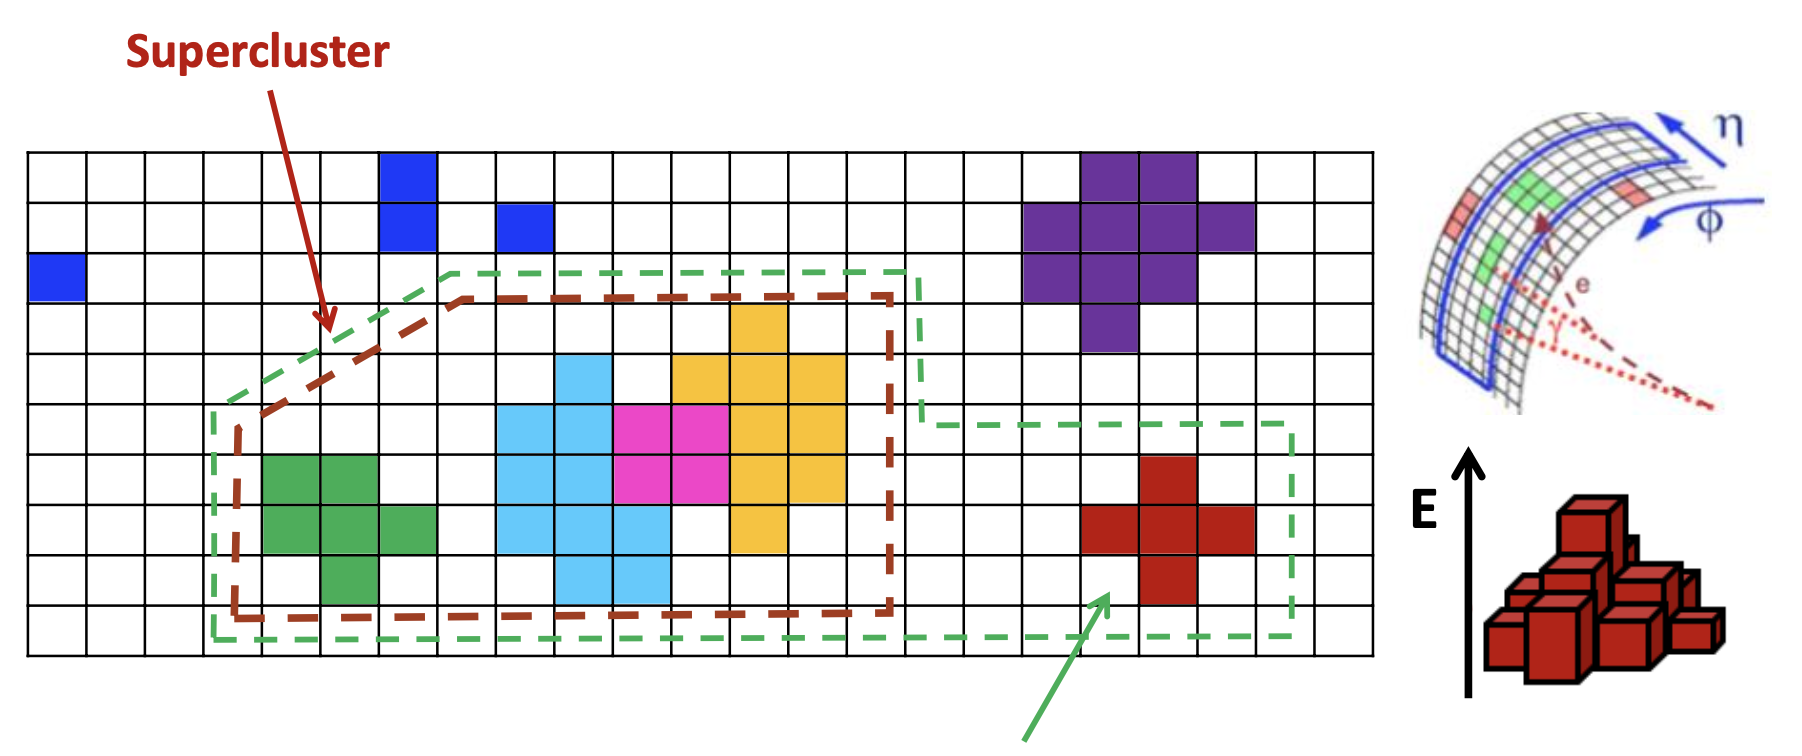 Supercluster
η
ϕ
e
γ
E